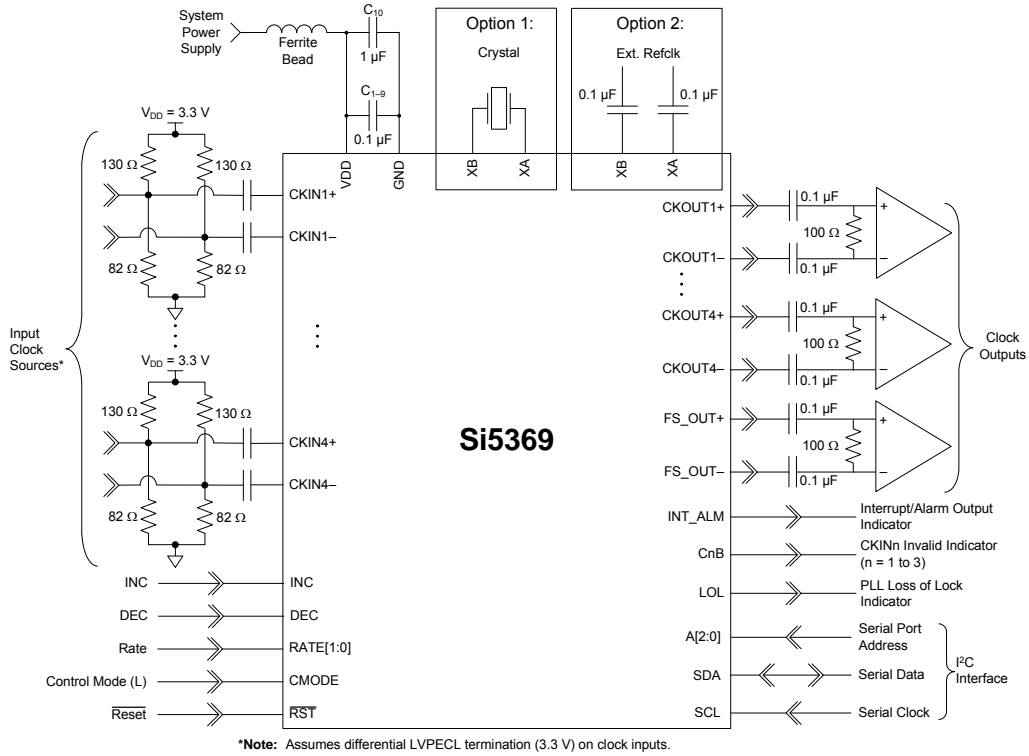 System
Power
Supply
Ferrite
Bead
C10
1 µF
C1–9
0.1 µF
VDD
GND
Option 1:
Crystal
XB
XA
Option 2:
Ext. Refclk
0.1 µF
0.1 µF
XB
XA
VDD = 3.3 V
130 Ω
130 Ω
CKIN1+
CKIN1–
82 Ω
82 Ω
Input
Clock
Sources*
VDD = 3.3 V
130 Ω
130 Ω
CKIN4+
CKIN4–
82 Ω
82 Ω
INC
INC
DEC
DEC
Rate
RATE[1:0]
Control Mode (L)
CMODE
Reset
RST
Si5369
CKOUT1+
0.1 µF
100 Ω
+
–
CKOUT1–
0.1 µF
CKOUT4+
0.1 µF
100 Ω
+
–
CKOUT4–
0.1 µF
FS_OUT+
0.1 µF
100 Ω
+
–
FS_OUT–
0.1 µF
Clock
Outputs
INT_ALM
Interrupt/Alarm Output
Indicator
CnB
CKINn Invalid Indicator
(n = 1 to 3)
LOL
PLL Loss of Lock
Indicator
A[2:0]
Serial Port
Address
SDA
Serial Data
SCL
Serial Clock
I²C
Interface
*Note: Assumes differential LVPECL termination (3.3 V) on clock inputs.